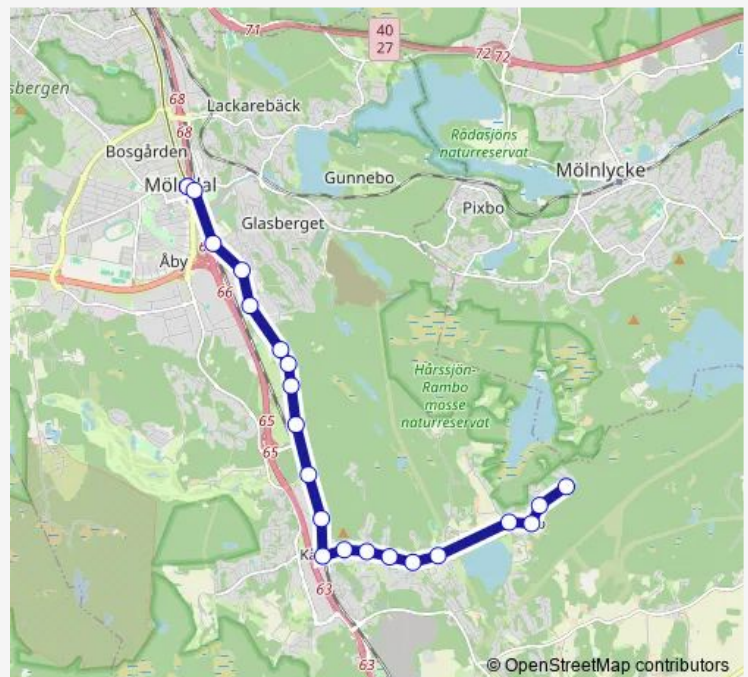 71
40
27
72 72
sbergen
68
Lackarebäck
68
Rådasjöns
naturreservat
Bosgården
Mölnlycke
Gunnebo
Pixbo
Glasberget
Åby
66
Hårssjön-
Rambo
mosse
naturreservat
65
65
63
63
© OpenStreetMap contributors